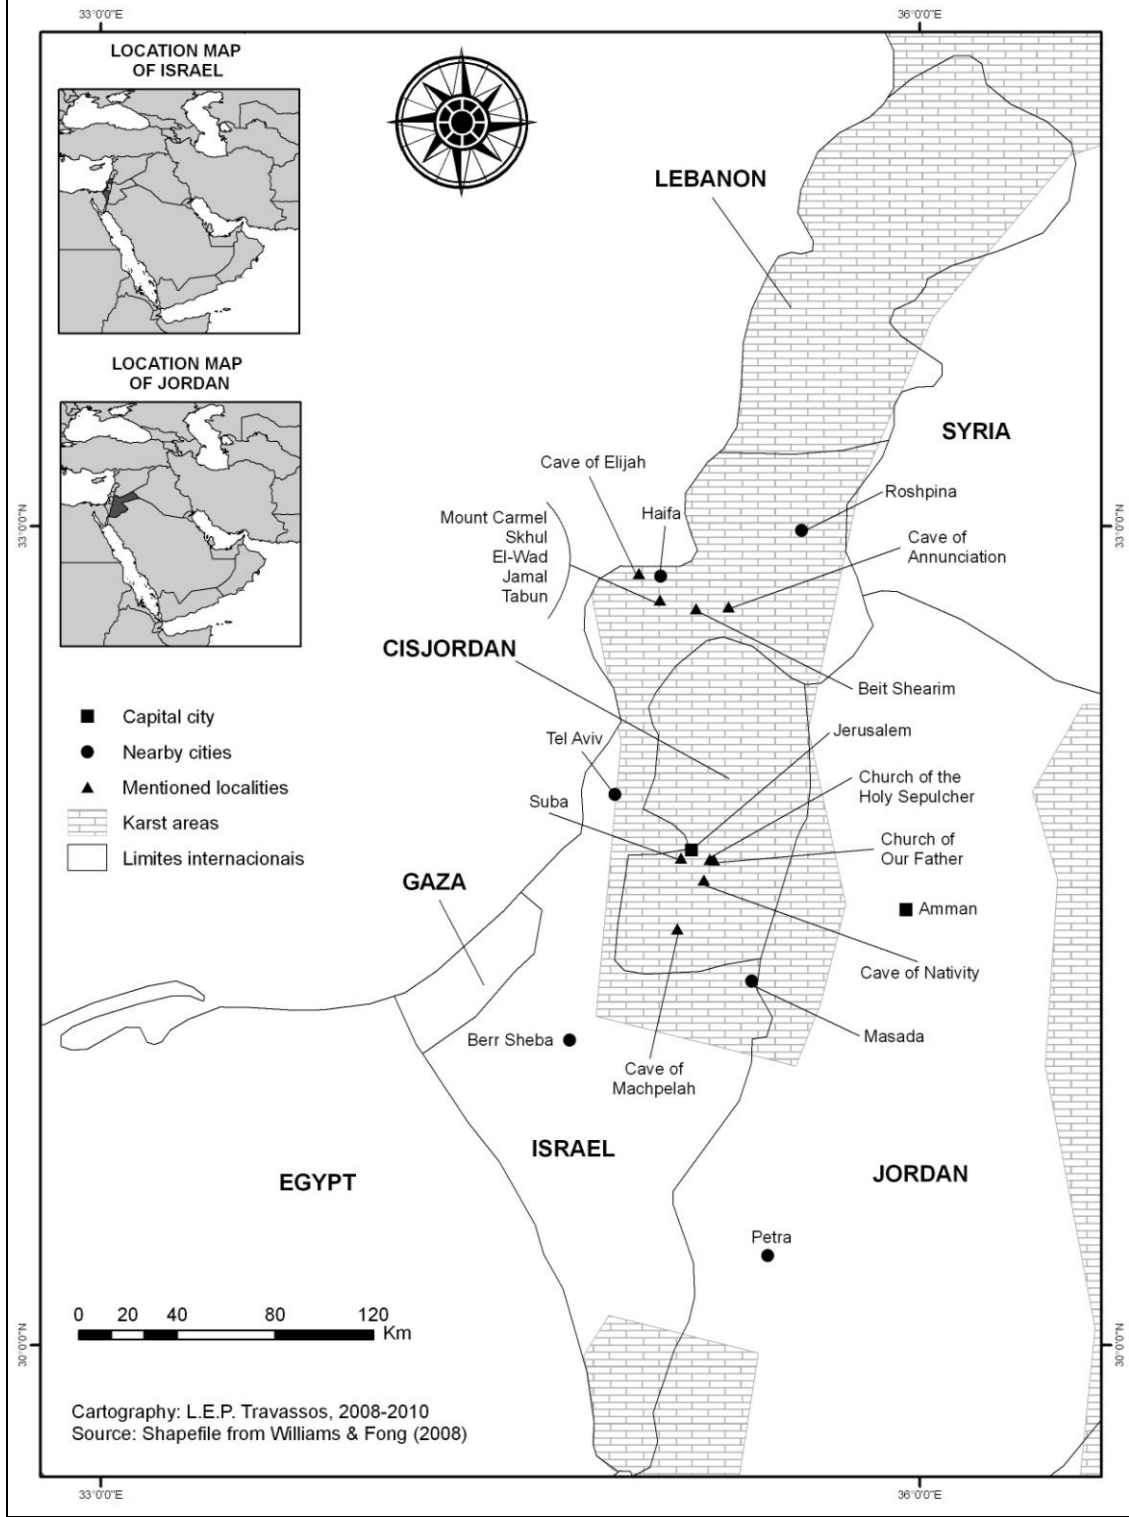 33°0'0"E
36°0'0"E
LOCATION MAP
OF ISRAEL
LOCATION MAP
OF JORDAN
LEBANON
SYRIA
Cave of Elijah
Roshpina
Mount Carmel
Skhul
El-Wad
Jamal
Tabun
Haifa
Cave of
Annunciation
33°0'0"N
33°0'0"N
CISJORDAN
Beit Shearim
Capital city
Nearby cities
Mentioned localities
Karst areas
Limites internacionais
Tel Aviv
Jerusalem
Suba
Church of the
Holy Sepulcher
Church of
Our Father
GAZA
Amman
Cave of Nativity
Berr Sheba
Masada
Cave of
Machpelah
ISRAEL
EGYPT
JORDAN
Petra
0 20 40 80 120
Km
30°0'0"N
30°0'0"N
Cartography: L.E.P. Travassos, 2008-2010
Source: Shapefile from Williams & Fong (2008)
33°0'0"E
36°0'0"E